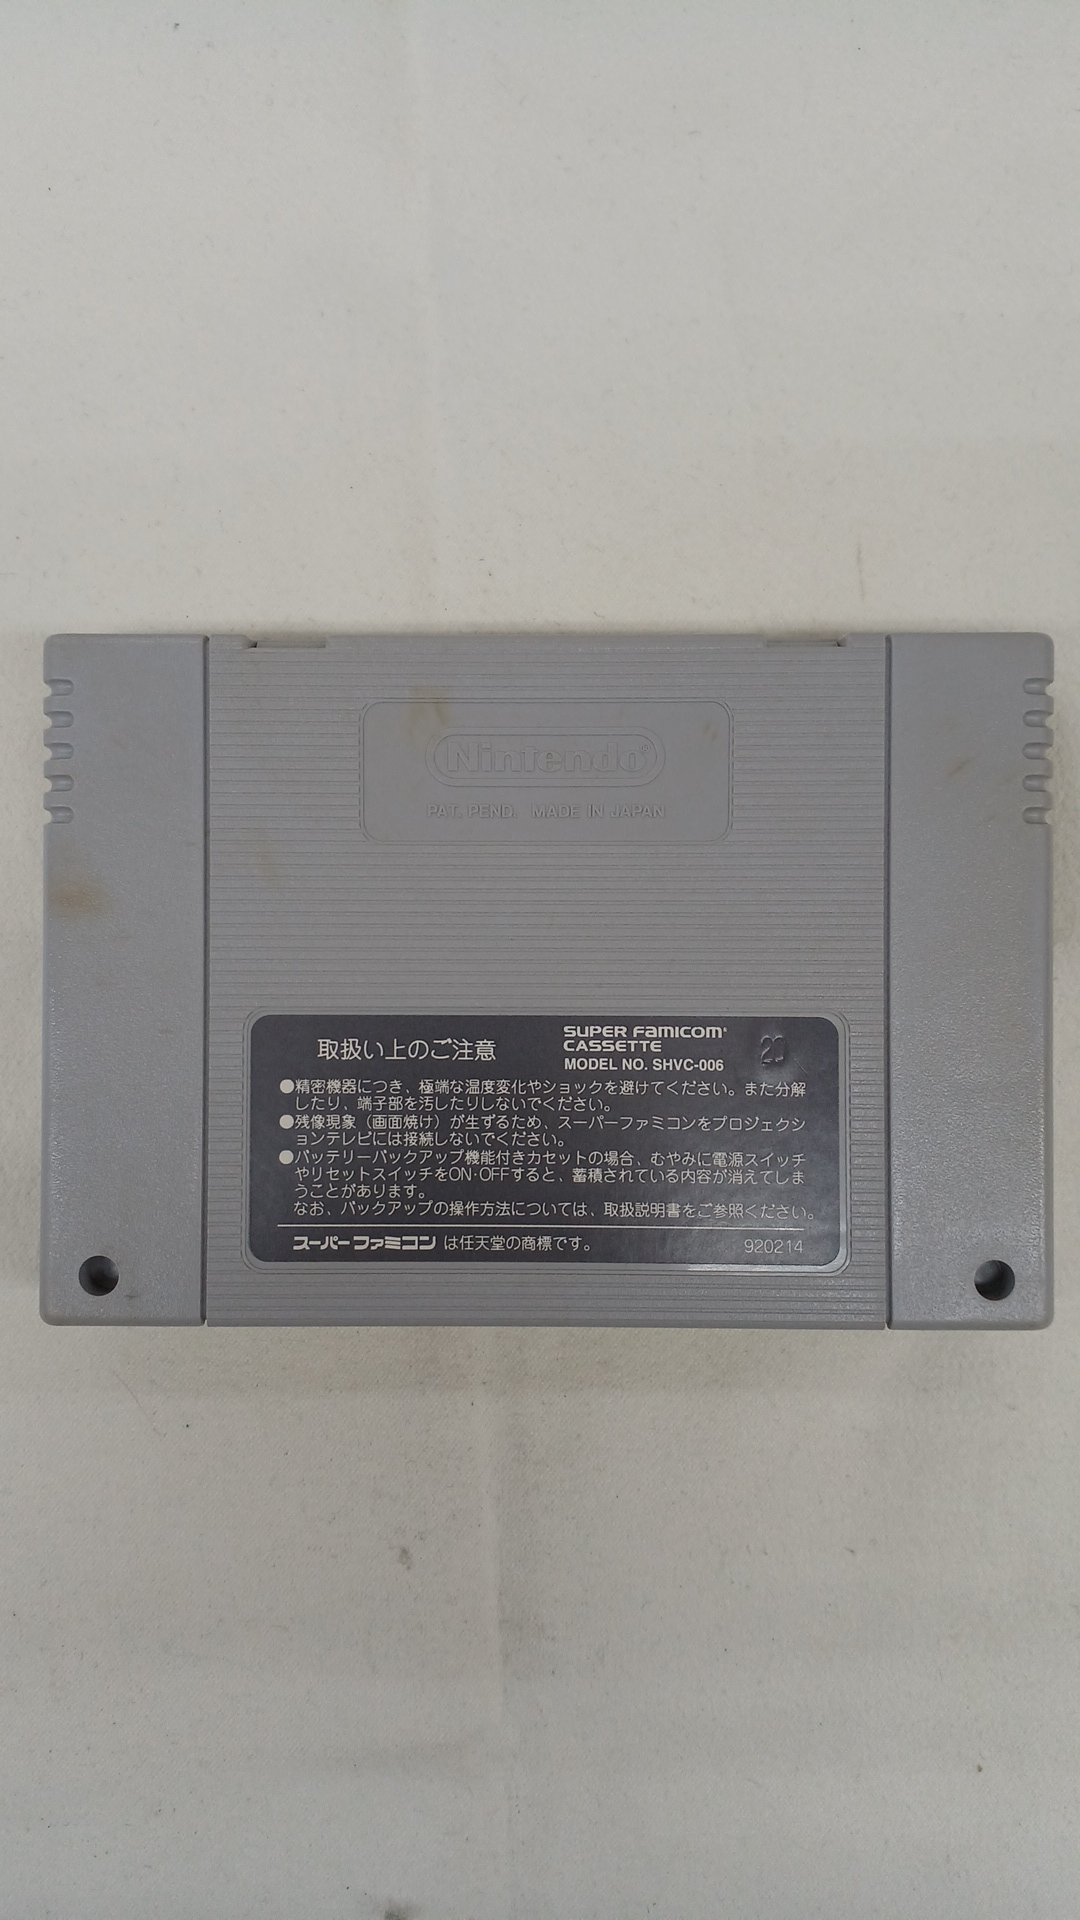 Nintendo®
PAT. PEND. MADE IN JAPAN
取扱い上のご注意
SUPER FAMICOM®
CASSETTE
MODEL NO. SHVC-006
20
●精密機器につき、極端な温度変化やショックを避けてください。また分解
したり、端子部を汚したりしないでください。
●残像現象（画面焼け）が生ずるため、スーパーファミコンをプロジェクシ
ョンテレビには接続しないでください。
●バッテリーバックアップ機能付きカセットの場合、むやみに電源スイッチ
やリセットスイッチをON·OFFすると、蓄積されている内容が消えてしま
うことがあります。
なお、バックアップの操作方法については、取扱説明書をご参照ください。
スーパーファミコン は任天堂の商標です。
920214